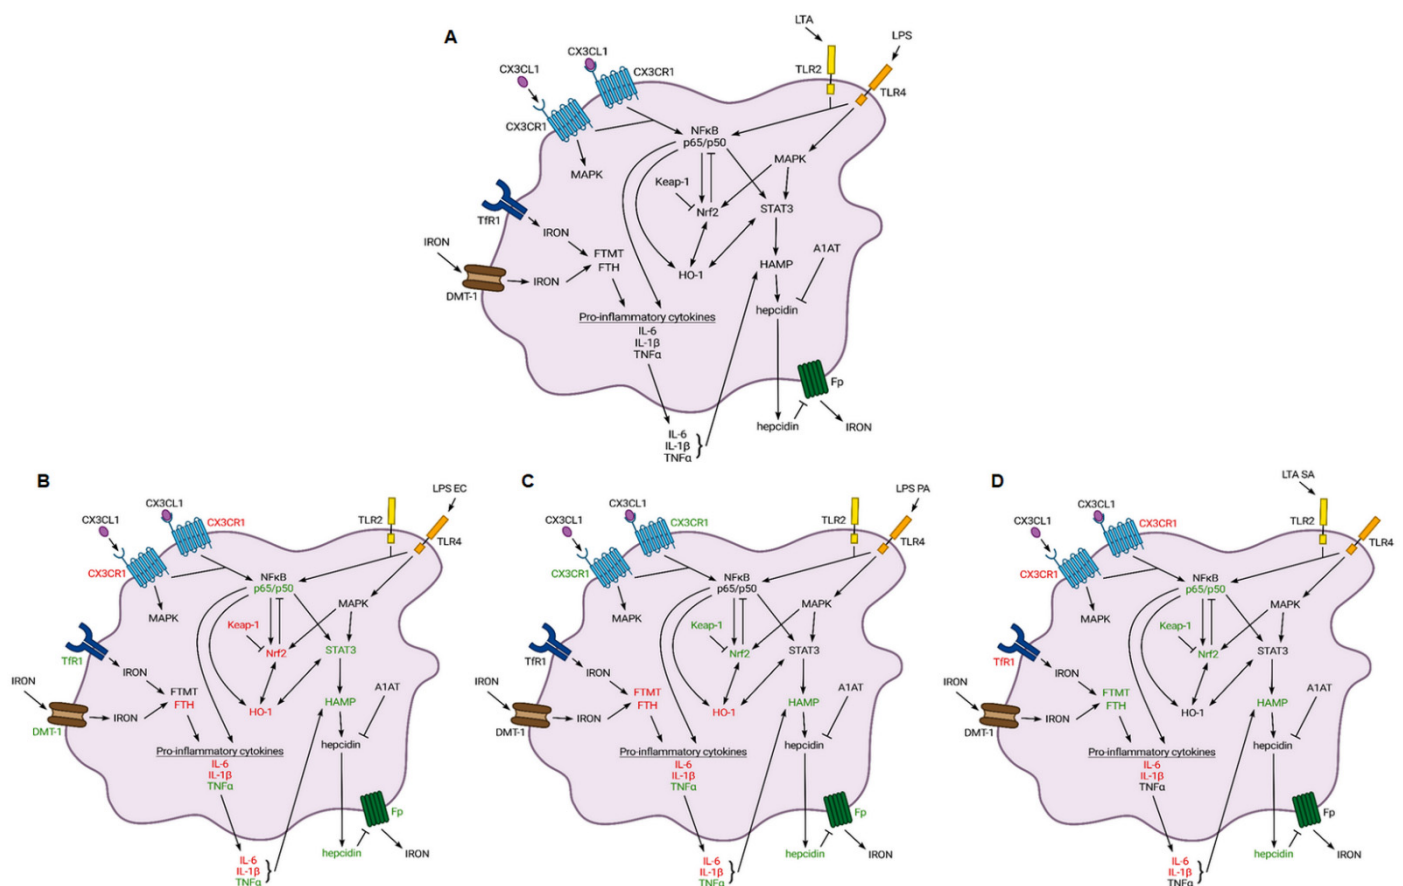 A
LTA
LPS
CX3CL1
CX3CL1
CX3CR1
TLR2
TLR4
CX3CR1
NFκB
p65/p50
MAPK
MAPK
Keap-1
TfR1
Nrf2
STAT3
IRON
IRON
FTMT
FTH
A1AT
HAMP
IRON
HO-1
DMT-1
hepcidin
Pro-inflammatory cytokines
IL-6
IL-1β
TNFα
Fp
hepcidin
IRON
IL-6
IL-1β
TNFα
B
LPS EC
CX3CL1
CX3CL1
CX3CR1
TLR2
TLR4
CX3CR1
NFκB
p65/p50
MAPK
MAPK
Keap-1
Nrf2
STAT3
TfR1
IRON
IRON
FTMT
FTH
A1AT
HAMP
HO-1
IRON
DMT-1
hepcidin
Pro-inflammatory cytokines
IL-6
IL-1β
TNFα
Fp
hepcidin
IRON
IL-6
IL-1β
TNFα
C
LPS PA
CX3CL1
CX3CL1
CX3CR1
TLR2
TLR4
CX3CR1
NFκB
p65/p50
MAPK
MAPK
Keap-1
Nrf2
STAT3
TfR1
IRON
IRON
FTMT
FTH
A1AT
HAMP
HO-1
IRON
DMT-1
hepcidin
Pro-inflammatory cytokines
IL-6
IL-1β
TNFα
Fp
hepcidin
IRON
IL-6
IL-1β
TNFα
D
LTA SA
CX3CL1
CX3CL1
CX3CR1
TLR2
TLR4
CX3CR1
NFκB
p65/p50
MAPK
MAPK
Keap-1
Nrf2
STAT3
TfR1
IRON
IRON
FTMT
FTH
A1AT
HAMP
HO-1
IRON
DMT-1
hepcidin
Pro-inflammatory cytokines
IL-6
IL-1β
TNFα
Fp
hepcidin
IRON
IL-6
IL-1β
TNFα